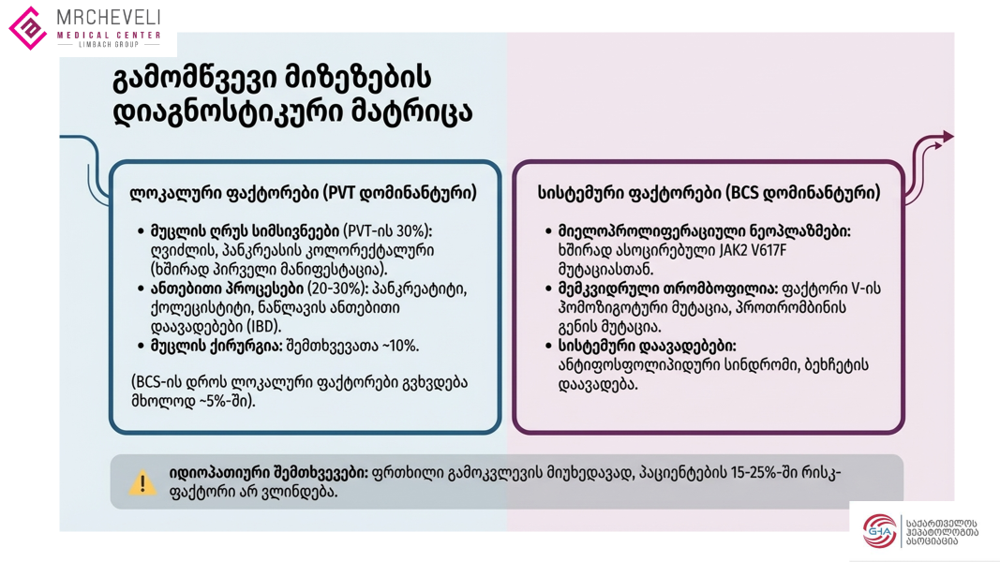 MRCHEVELI
MEDICAL CENTER
LIMBACH GROUP
გამომწვევი მიზეზების
დიაგნოსტიკური მატრიცა
ლოკალური ფაქტორები (PVT დომინანტური)
• მუცლის ღრუს სიმსივნეები (PVT-ის 30%):
ღვიძლის, პანკრეასის კოლორექტალური
(ხშირად პირველი მანიფესტაცია).
• ანთებითი პროცესები (20-30%): პანკრეატიტი,
ქოლეცისტიტი, ნაწლავის ანთებითი
დაავადებები (IBD).
• მუცლის ქირურგია: შემთხვევათა ~10%.
(BCS-ის დროს ლოკალური ფაქტორები გვხვდება
მხოლოდ ~5%-ში).
სისტემური ფაქტორები (BCS დომინანტური)
• მიელოპროლიფერაციული ნეოპლაზმები:
ხშირად ასოცირებული JAK2 V617F
მუტაციასთან.
• მემკვიდრული თრომბოფილია: ფაქტორი V-ის
ჰომოზიგოტური მუტაცია, პროთრომბინის
გენის მუტაცია.
• სისტემური დაავადებები:
ანტიფოსფოლიპიდური სინდრომი, ბეხჩეტის
დაავადება.
იდიოპათიური შემთხვევები: ფრთხილი გამოკვლევის მიუხედავად, პაციენტების 15-25%-ში რისკ-
ფაქტორი არ ვლინდება.
GHA
საქართველოს
ჰეპატოლოგთა
ასოციაცია